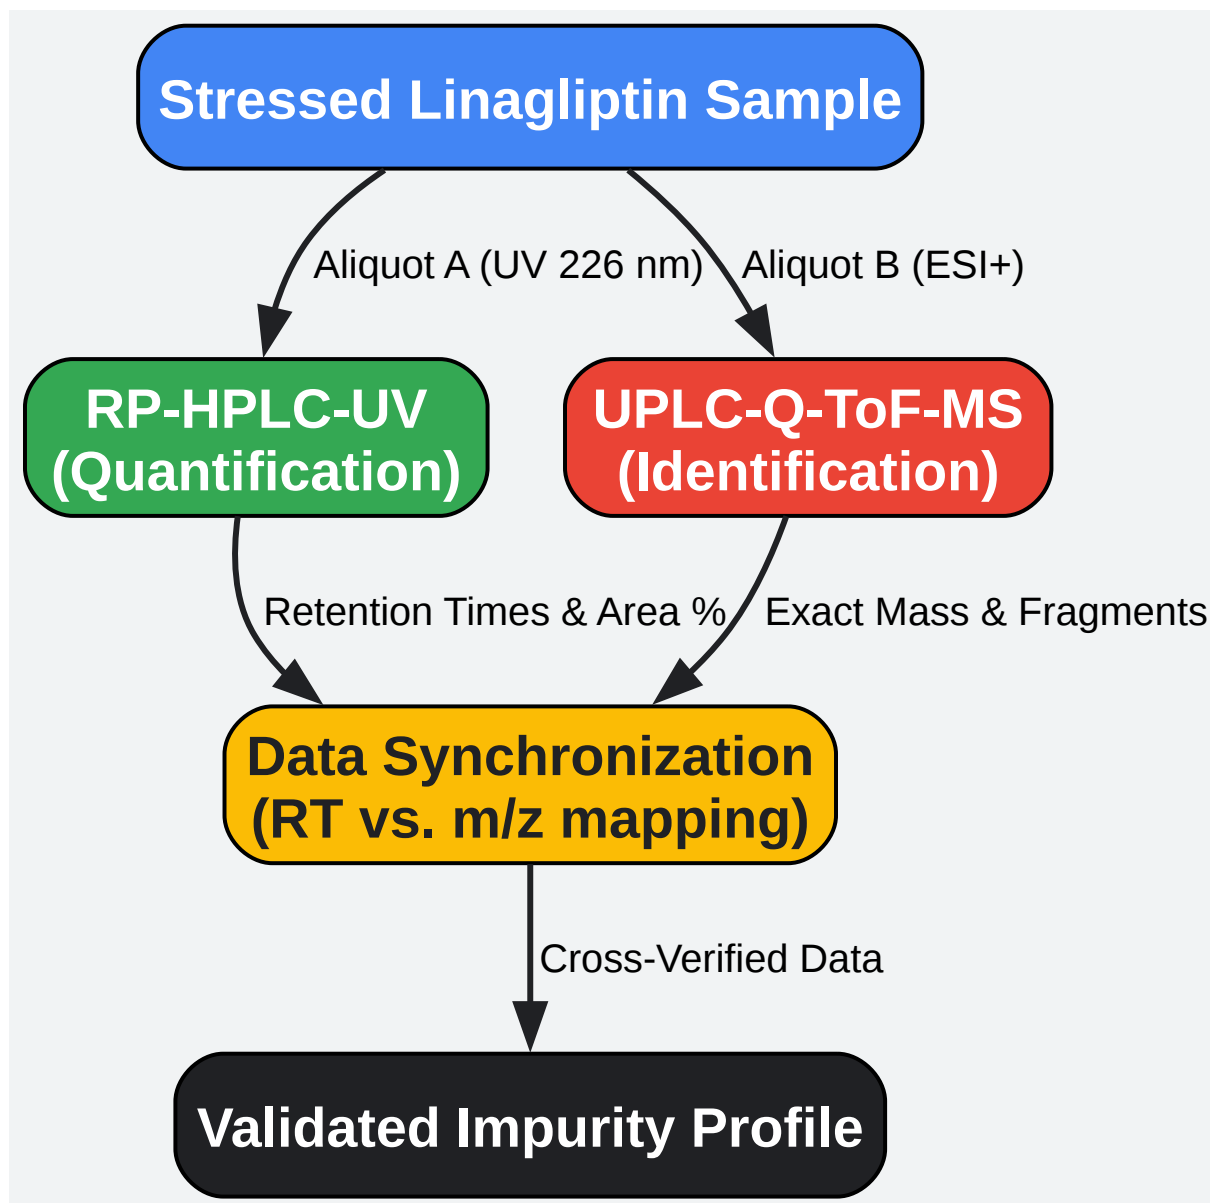 Stressed Linagliptin Sample
Aliquot A (UV 226 nm)
Aliquot B (ESI+)
RP-HPLC-UV
(Quantification)
UPLC-Q-ToF-MS
(Identification)
Retention Times & Area %
Exact Mass & Fragments
Data Synchronization
(RT vs. m/z mapping)
Cross-Verified Data
Validated Impurity Profile